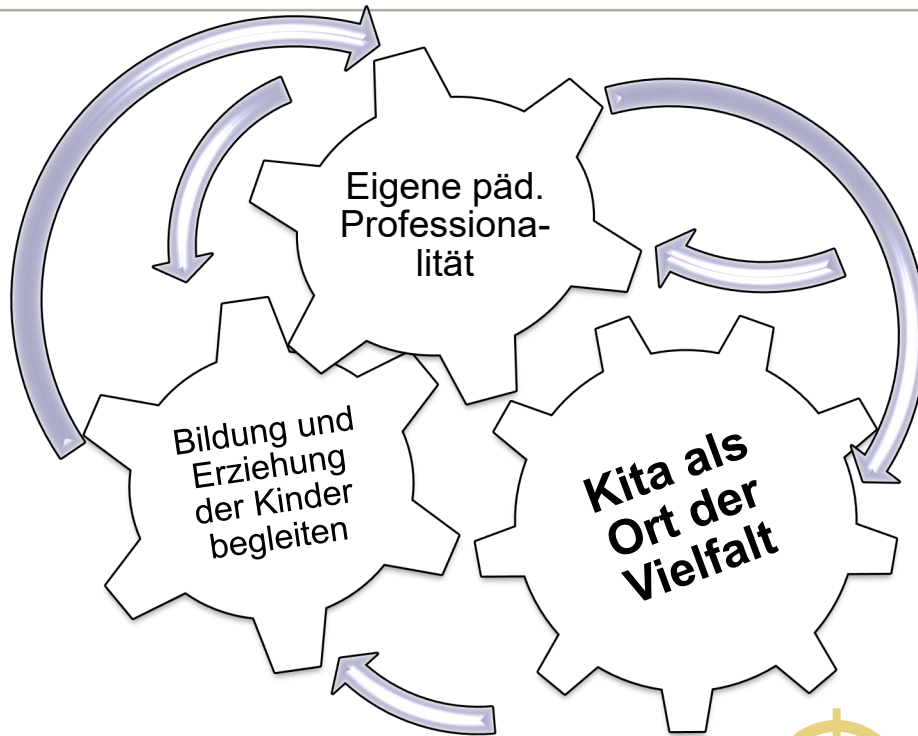 Eigene päd.
Professiona-
lität
Bildung und
Erziehung
der Kinder
begleiten
Kita als
Ort der
Vielfalt